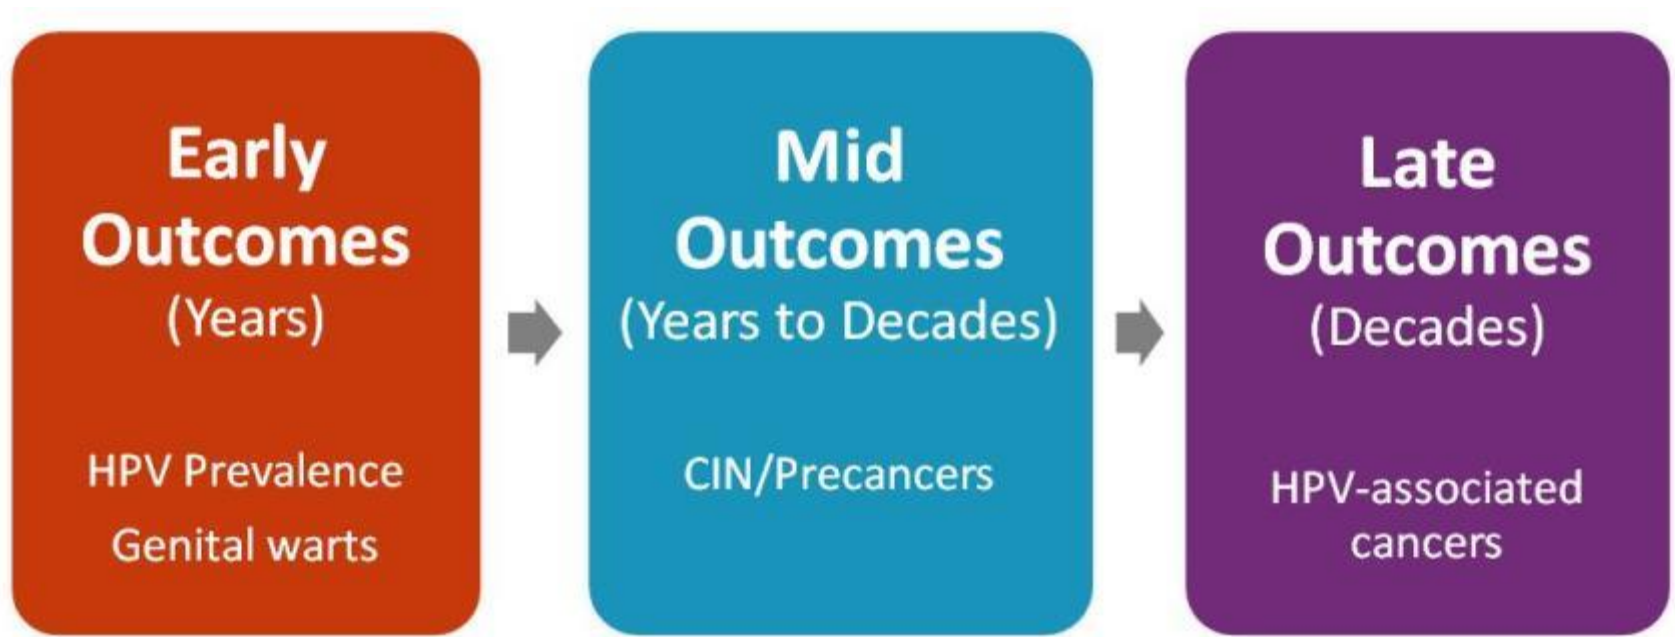 Early
Outcomes
(Years)
HPV Prevalence
Genital warts
Mid
Outcomes
(Years to Decades)
CIN/Precancers
Late
Outcomes
(Decades)
HPV-associated
cancers